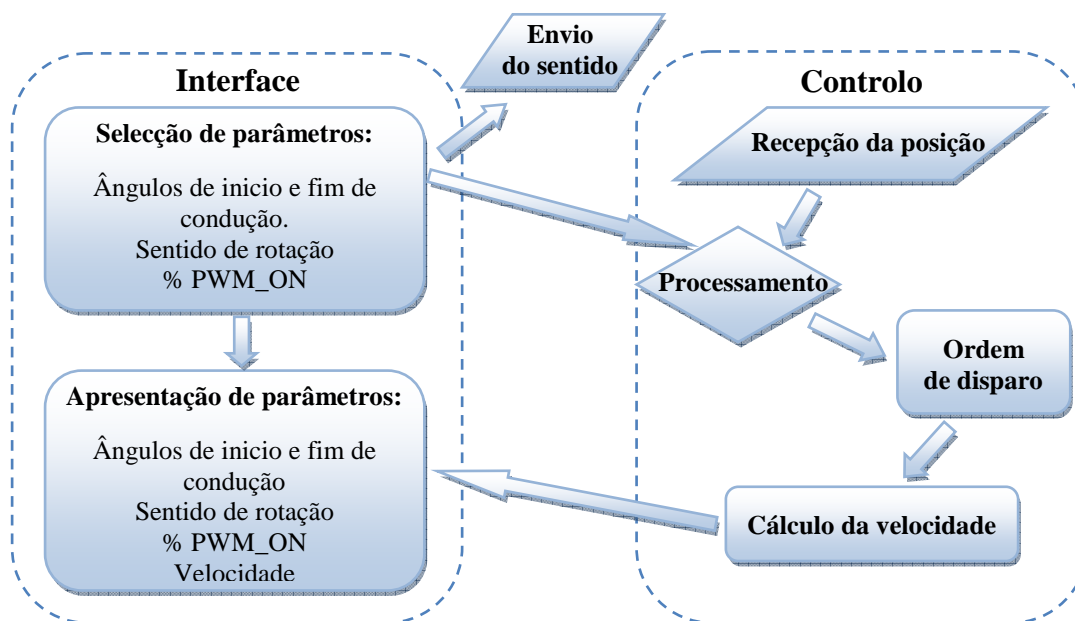 Envio
do sentido
Interface
Selecção de parâmetros:
Ângulos de inicio e fim de
condução.
Sentido de rotação
% PWM_ON
Apresentação de parâmetros:
Ângulos de inicio e fim de
condução
Sentido de rotação
% PWM_ON
Velocidade
Controlo
Recepção da posição
Processamento
Ordem
de disparo
Cálculo da velocidade